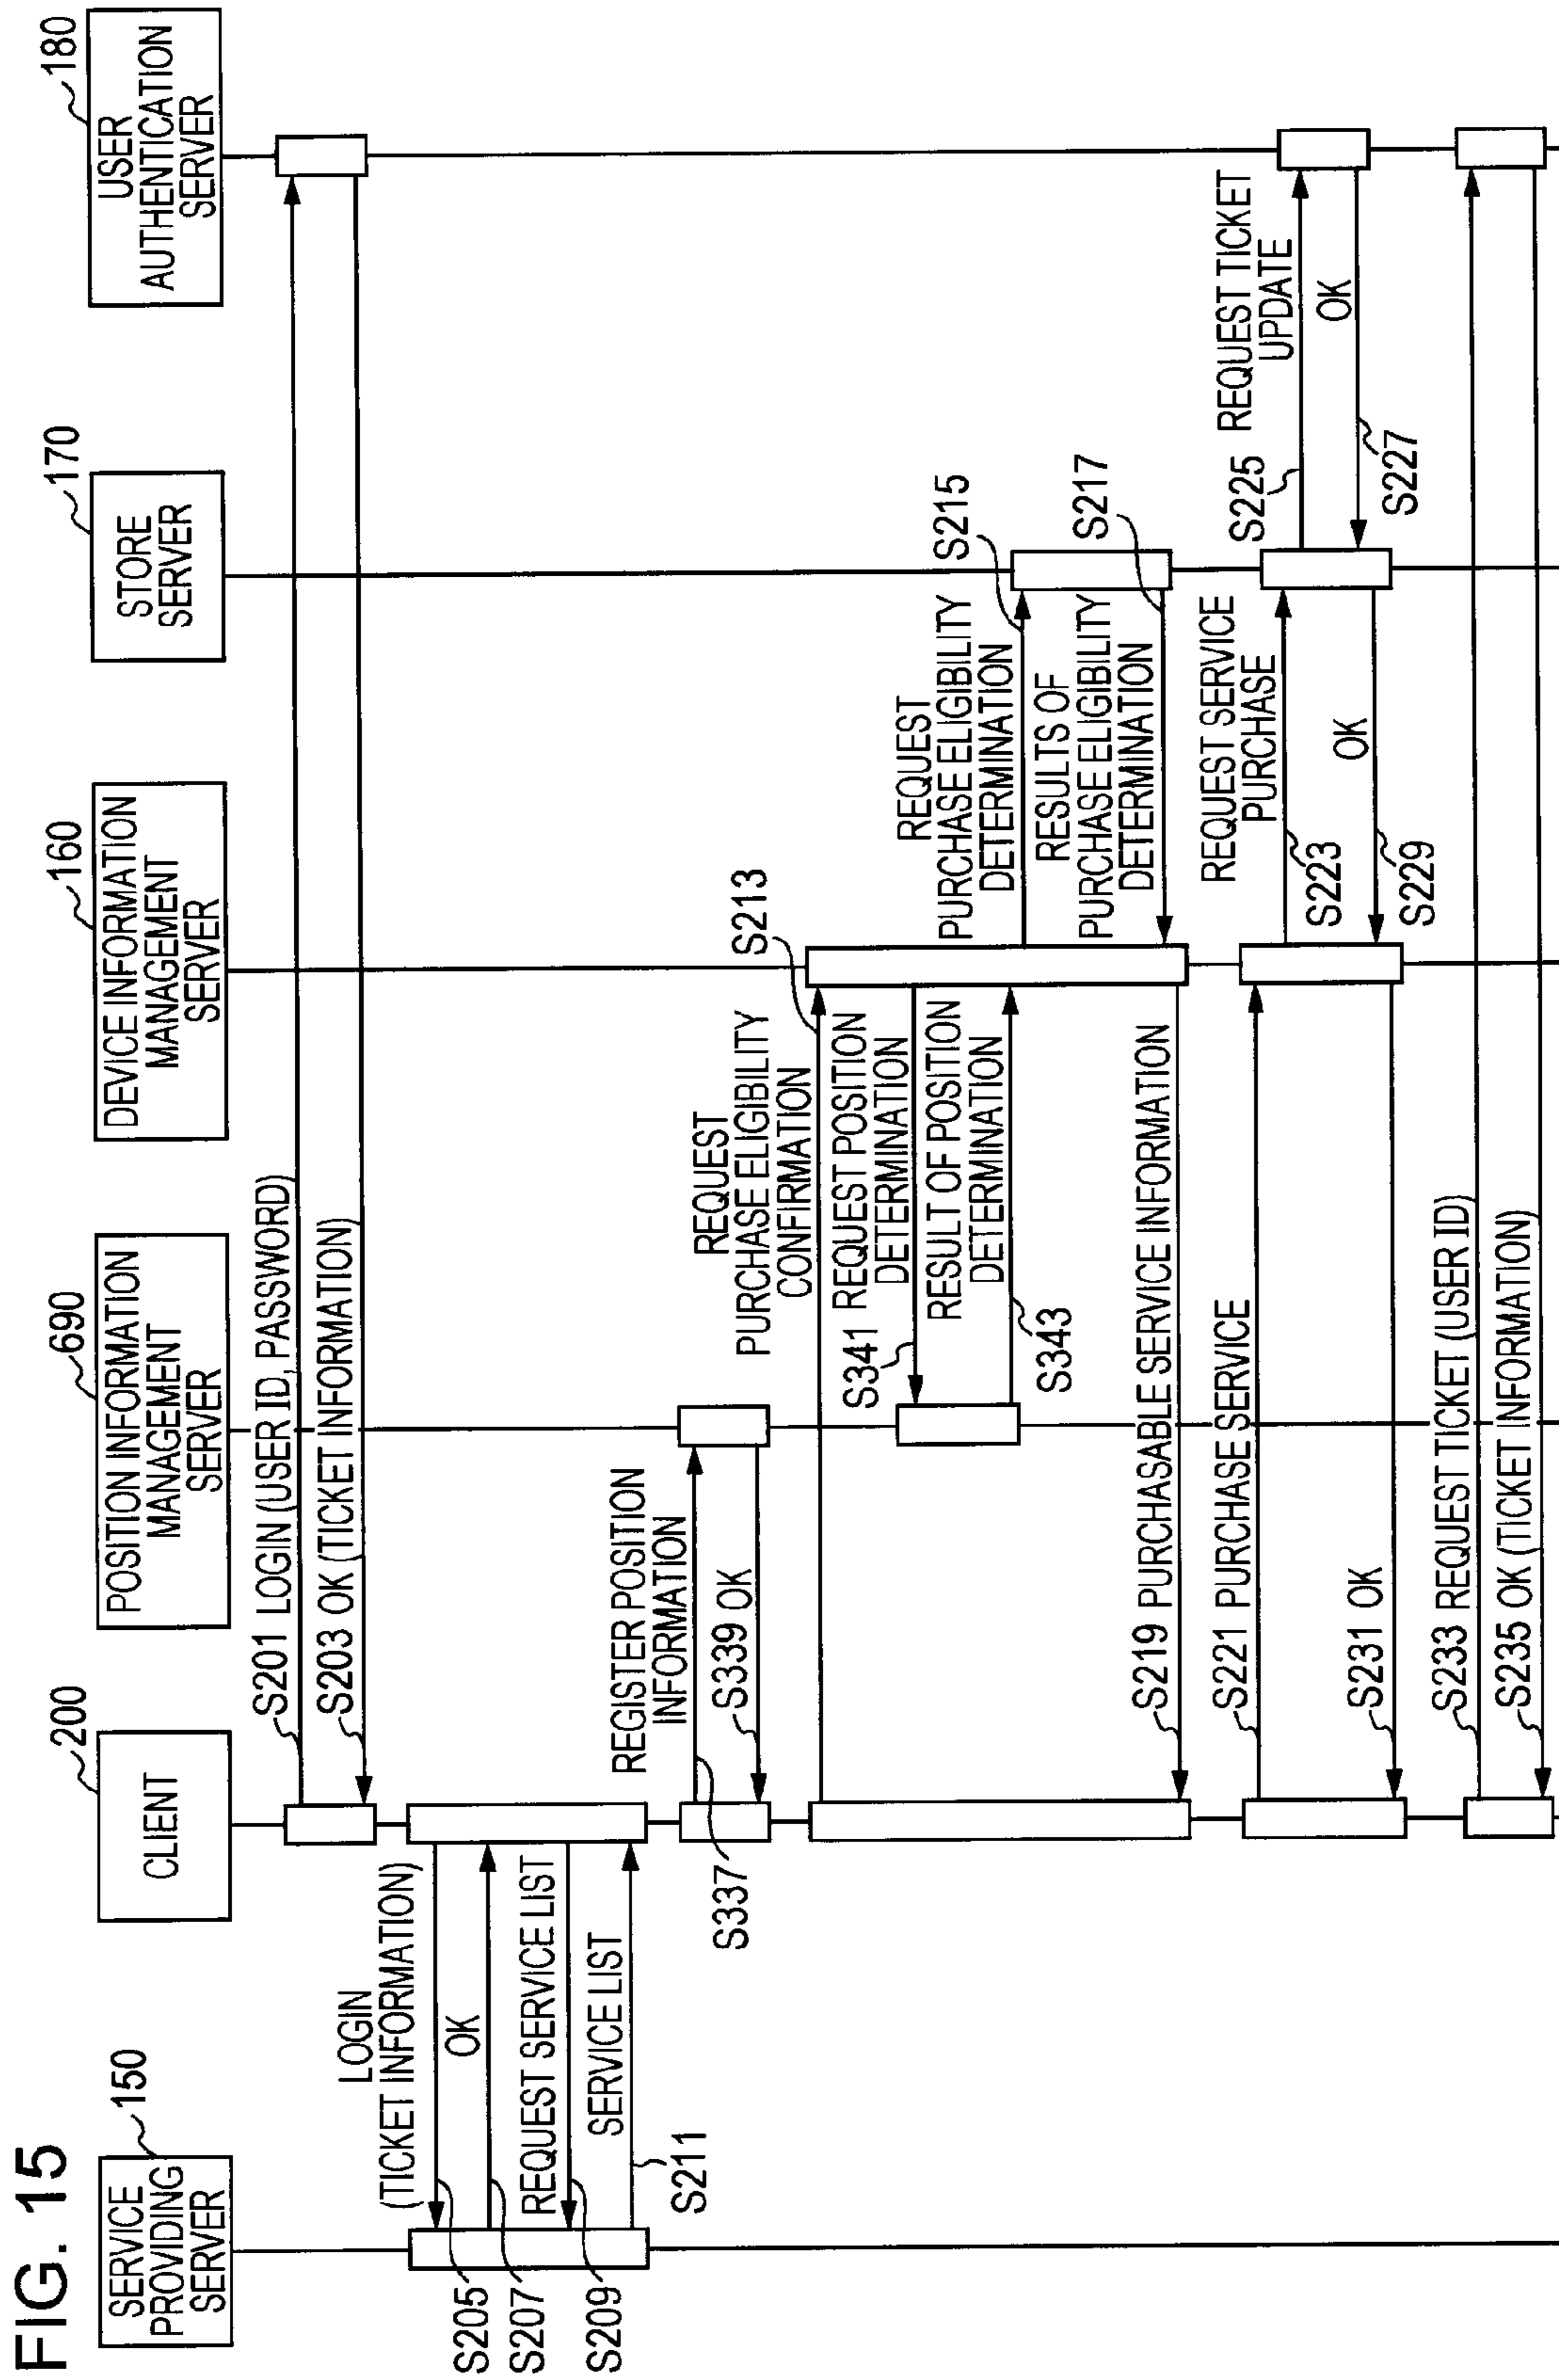 FIG. 15
SERVICE
PROVIDING
SERVER
150
CLIENT
200
POSITION INFORMATION
MANAGEMENT
SERVER
690
DEVICE INFORMATION
MANAGEMENT
SERVER
160
STORE
SERVER
170
USER
AUTHENTICATION
SERVER
180
S201 LOGIN (USER ID, PASSWORD)
S203 OK (TICKET INFORMATION)
LOGIN
(TICKET INFORMATION)
S205
OK
S207
REQUEST SERVICE LIST
S209
SERVICE LIST
S211
REGISTER POSITION
INFORMATION
S337
S339 OK
REQUEST
PURCHASE ELIGIBILITY
CONFIRMATION
S213
REQUEST POSITION
DETERMINATION
S341
RESULT OF POSITION
DETERMINATION
S343
REQUEST
PURCHASE ELIGIBILITY
DETERMINATION
S215
RESULTS OF
PURCHASE ELIGIBILITY
DETERMINATION
S217
S219 PURCHASABLE SERVICE INFORMATION
S221 PURCHASE SERVICE
REQUEST SERVICE
PURCHASE
S223
REQUEST TICKET
UPDATE
S225
OK
S227
OK
S229
S231 OK
S233 REQUEST TICKET (USER ID)
S235 OK (TICKET INFORMATION)